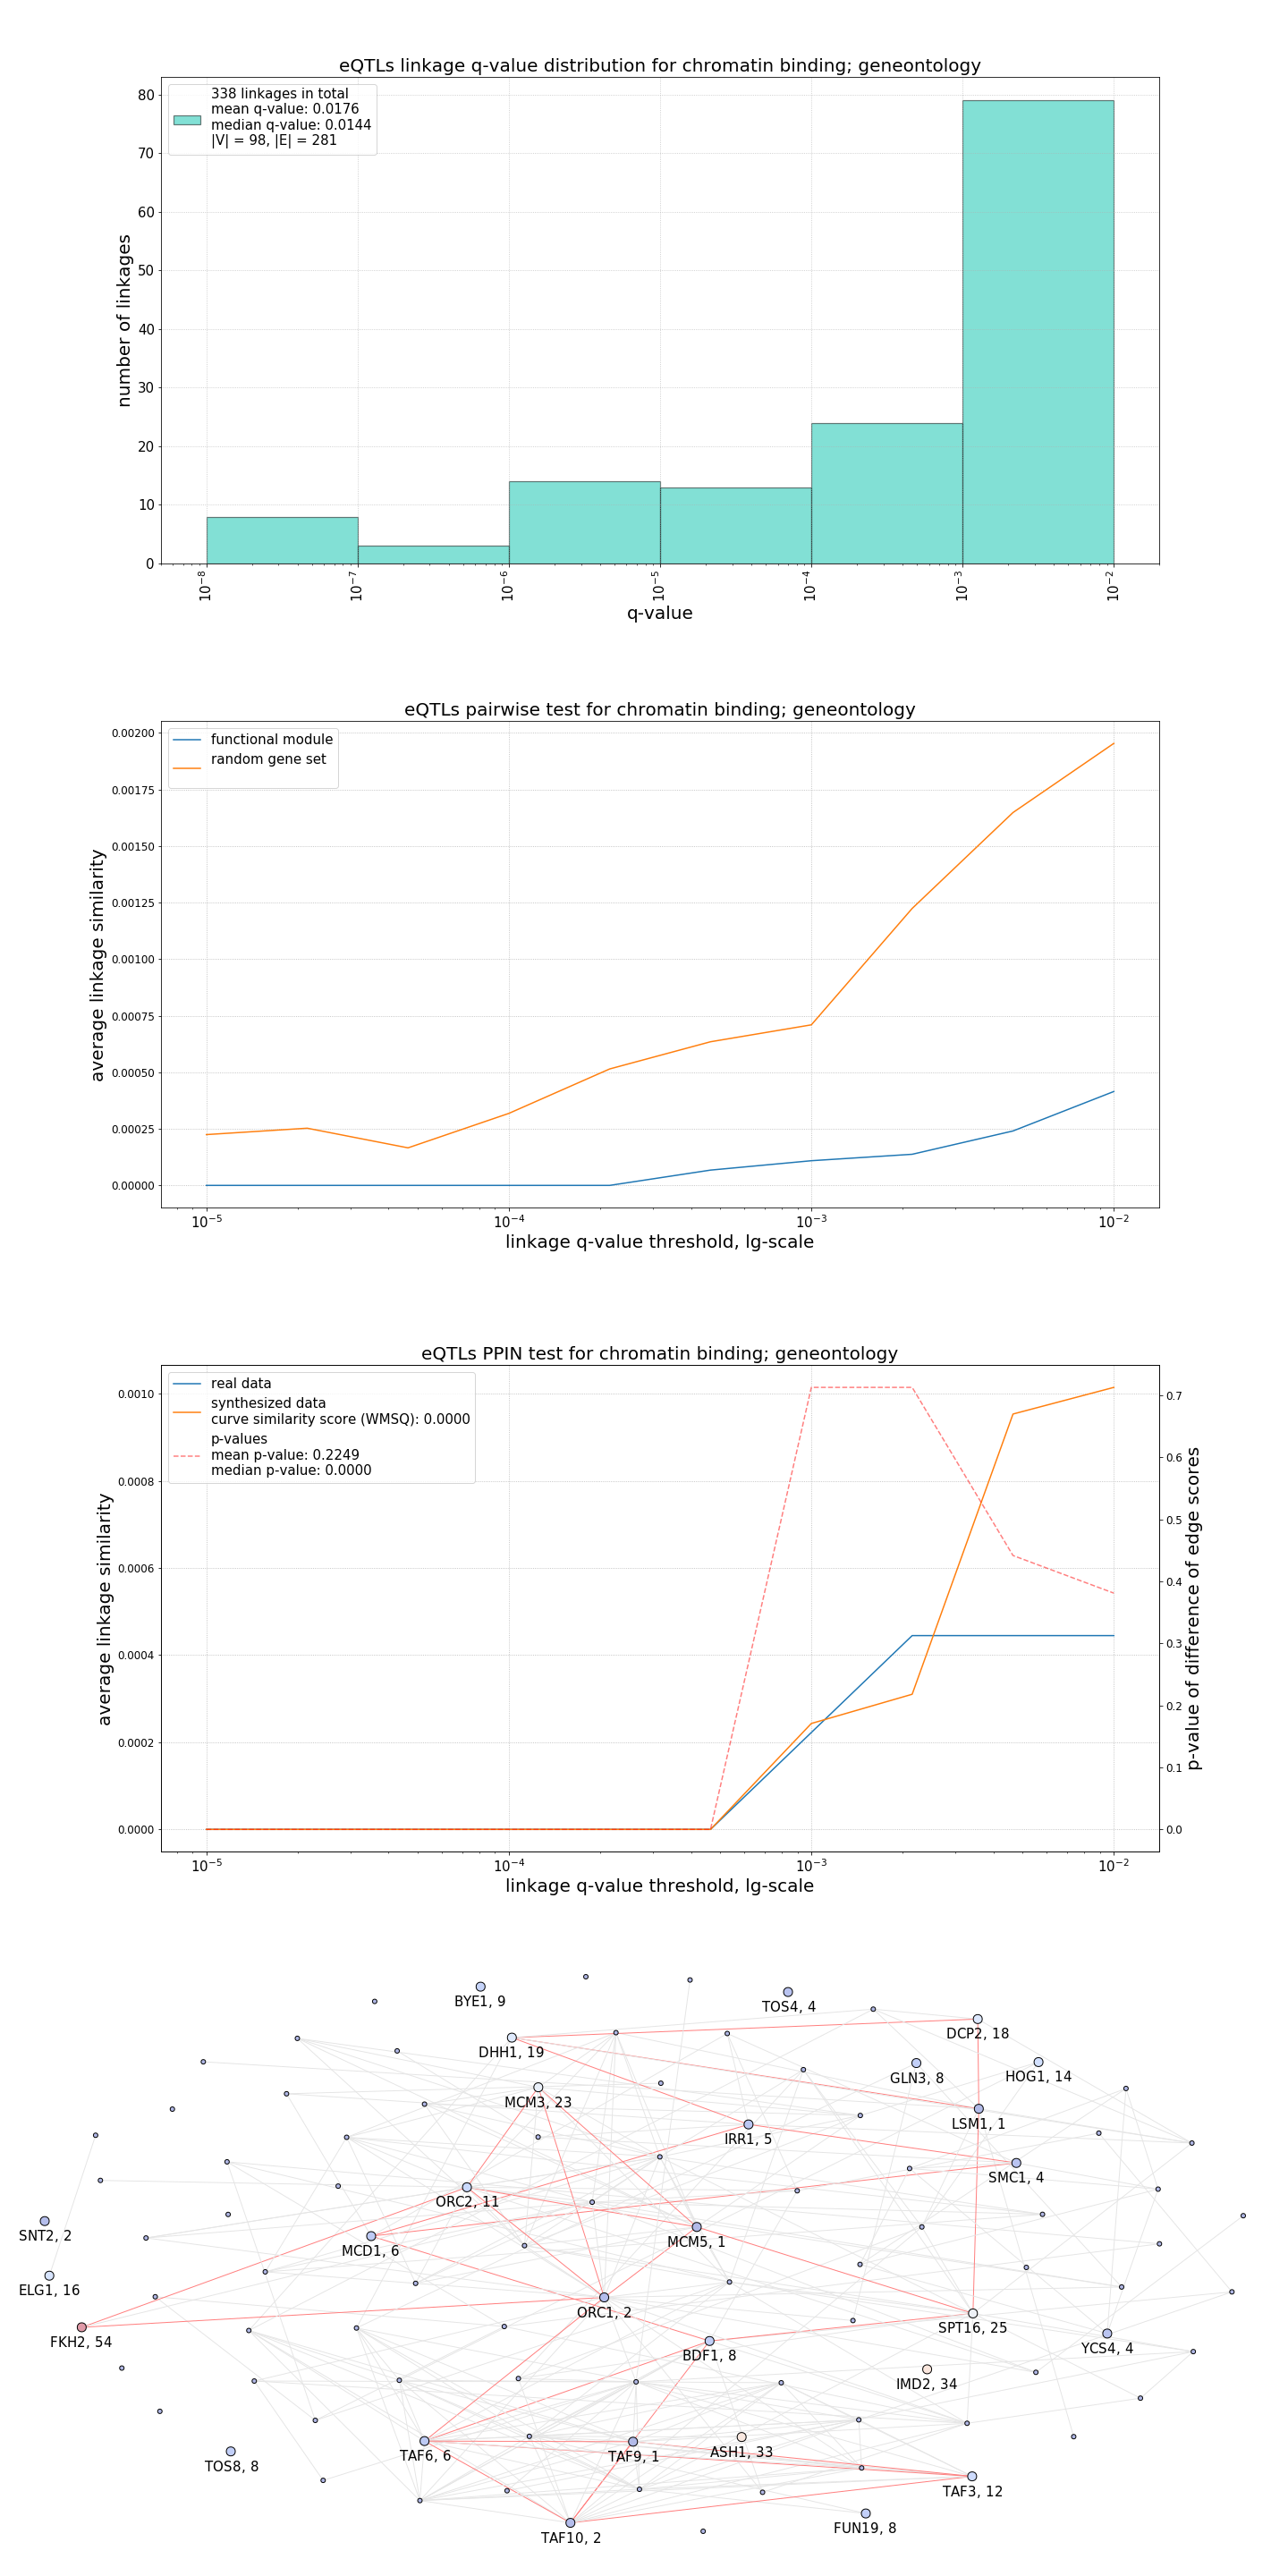 eQTLs linkage q-value distribution for chromatin binding; geneontology
338 linkages in total
mean q-value: 0.0176
median q-value: 0.0144
|V| = 98, |E| = 281
number of linkages
80
70
60
50
40
30
20
10
0
10⁻⁸ 10⁻⁷ 10⁻⁶ 10⁻⁵ 10⁻⁴ 10⁻³ 10⁻²
q-value
eQTLs pairwise test for chromatin binding; geneontology
functional module
random gene set
average linkage similarity
0.00200
0.00175
0.00150
0.00125
0.00100
0.00075
0.00050
0.00025
0.00000
10⁻⁵ 10⁻⁴ 10⁻³ 10⁻²
linkage q-value threshold, lg-scale
eQTLs PPIN test for chromatin binding; geneontology
real data
synthesized data
curve similarity score (WMSQ): 0.0000
p-values
mean p-value: 0.2249
median p-value: 0.0000
average linkage similarity
0.0010
0.0008
0.0006
0.0004
0.0002
0.0000
0.7
0.6
0.5
0.4
0.3
0.2
0.1
0.0
p-value of difference of edge scores
10⁻⁵ 10⁻⁴ 10⁻³ 10⁻²
linkage q-value threshold, lg-scale
BYE1, 9
TOS4, 4
DCP2, 18
DHH1, 19
GLN3, 8
HOG1, 14
MCM3, 23
LSM1, 1
IRR1, 5
SMC1, 4
ORC2, 11
SNT2, 2
MCM5, 1
MCD1, 6
ELG1, 16
ORC1, 2
SPT16, 25
FKH2, 54
YCS4, 4
BDF1, 8
IMD2, 34
ASH1, 33
TAF6, 6
TAF9, 1
TOS8, 8
TAF3, 12
FUN19, 8
TAF10, 2